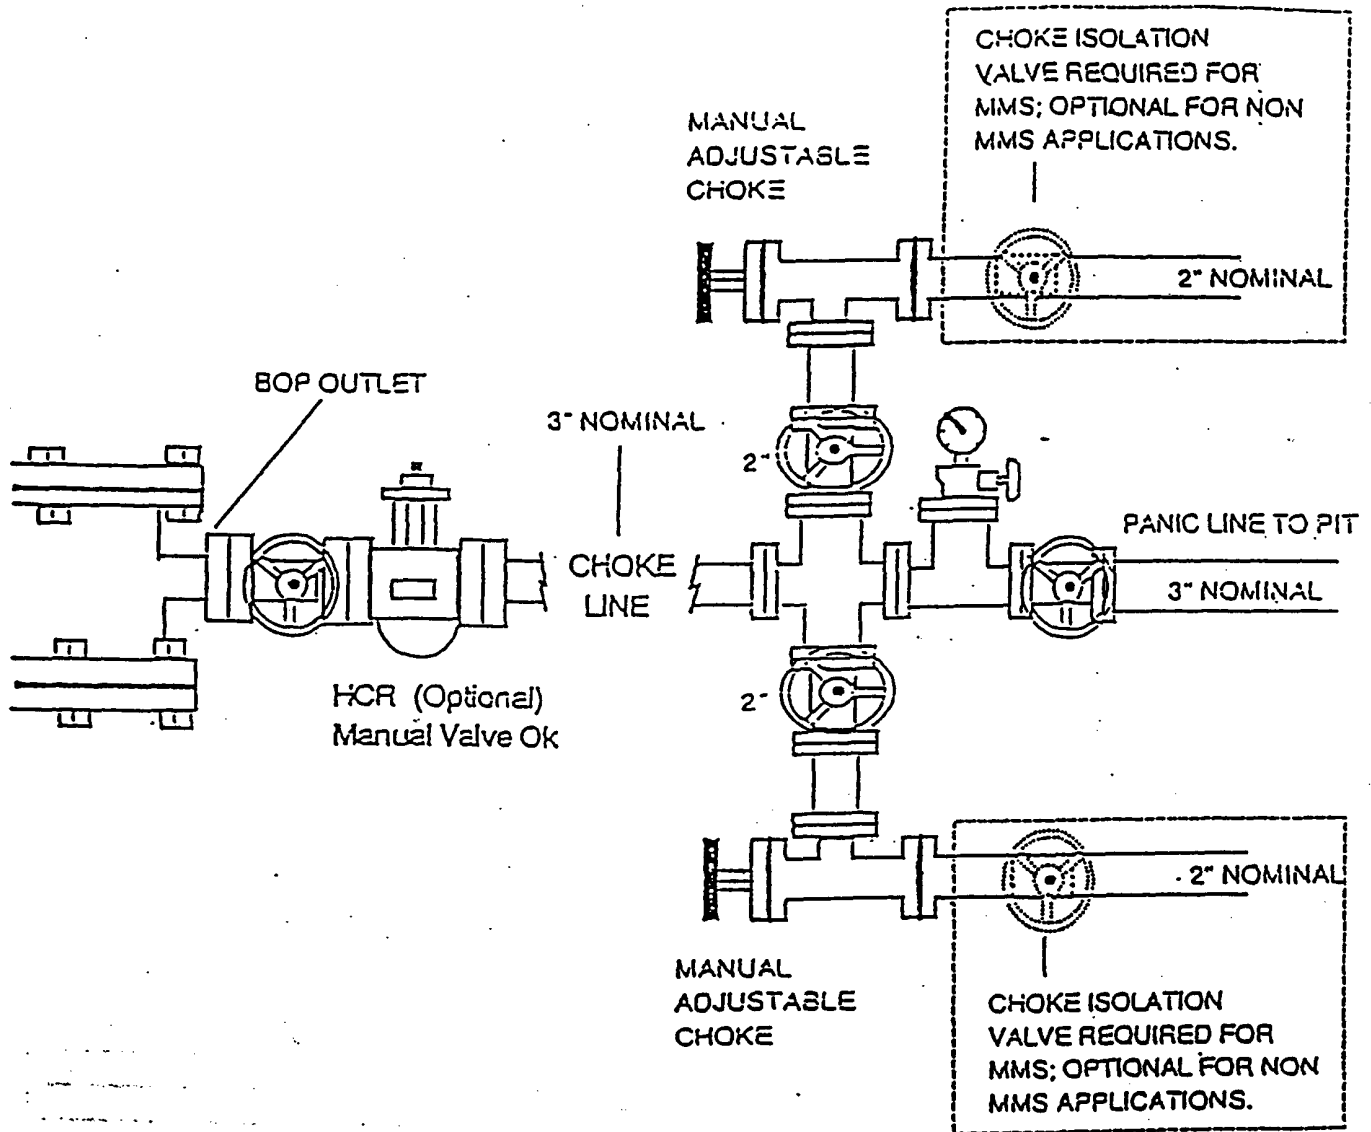 CHOKE ISOLATION
VALVE REQUIRED FOR
MMS; OPTIONAL FOR NON
MMS APPLICATIONS.
MANUAL
ADJUSTABLE
CHOKE
2" NOMINAL
BOP OUTLET
3" NOMINAL
2"
PANIC LINE TO PIT
CHOKE
LINE
3" NOMINAL
HCR (Optional)
Manual Valve Ok
2"
2" NOMINAL
MANUAL
ADJUSTABLE
CHOKE
CHOKE ISOLATION
VALVE REQUIRED FOR
MMS; OPTIONAL FOR NON
MMS APPLICATIONS.